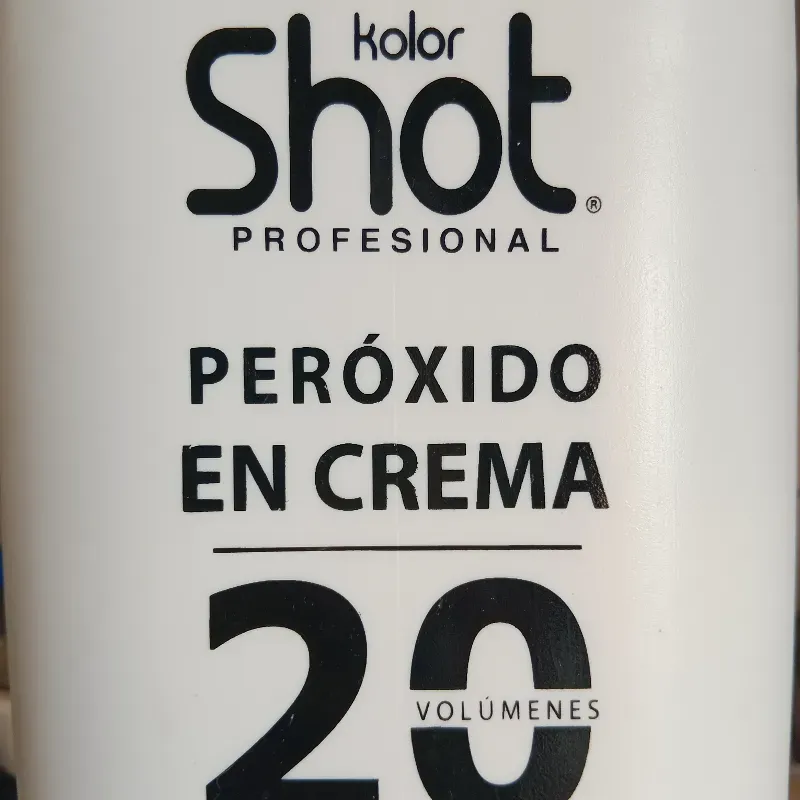 kolor
Shot®
PROFESIONAL
PERÓXIDO
EN CREMA
20
VOLÚMENES